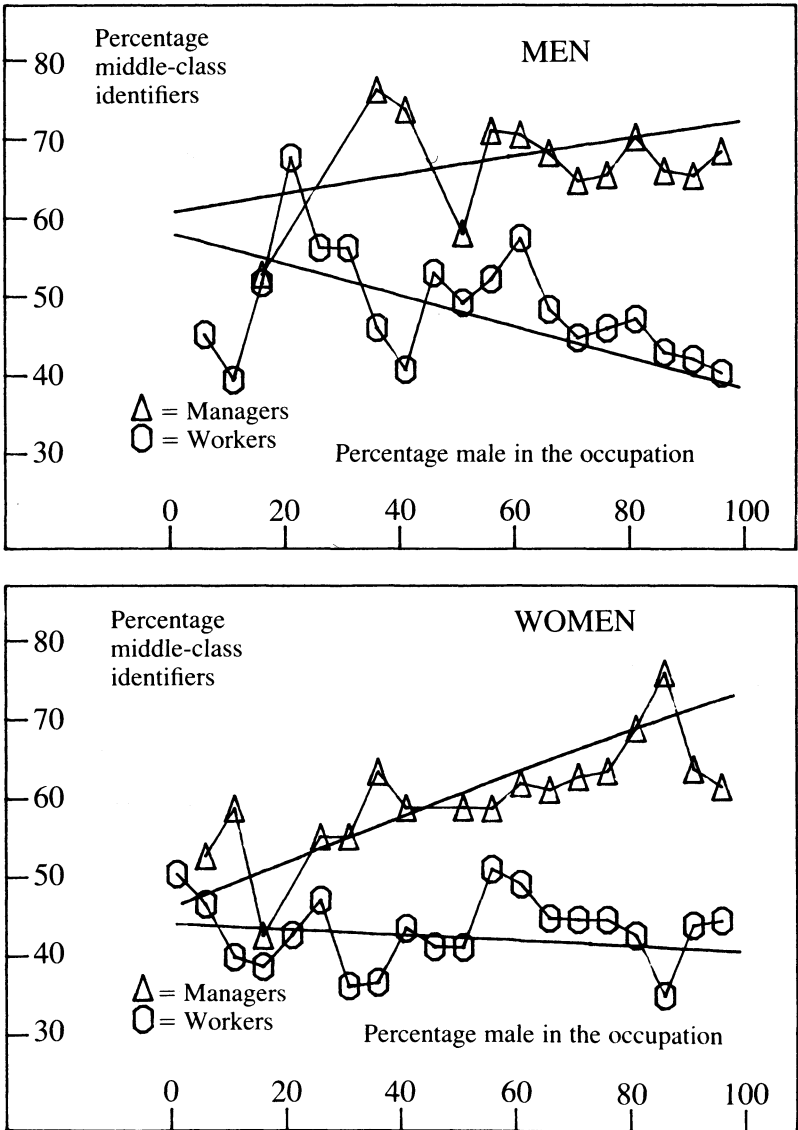 Percentage
middle-class
identifiers
MEN
80
70
60
50
40
30
= Managers
= Workers
Percentage male in the occupation
0 20 40 60 80 100
Percentage
middle-class
identifiers
WOMEN
80
70
60
50
40
30
= Managers
= Workers
Percentage male in the occupation
0 20 40 60 80 100